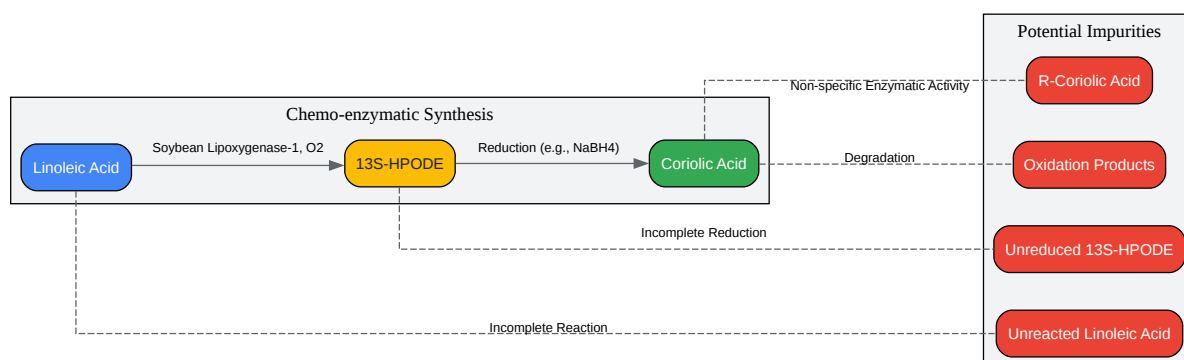 Potential Impurities
R-Coriolic Acid
Non-specific Enzymatic Activity
Chemo-enzymatic Synthesis
Linoleic Acid
Soybean Lipoxygenase-1, O2
13S-HPODE
Reduction (e.g., NaBH4)
Coriolic Acid
Degradation
Oxidation Products
Incomplete Reduction
Unreduced 13S-HPODE
Incomplete Reaction
Unreacted Linoleic Acid